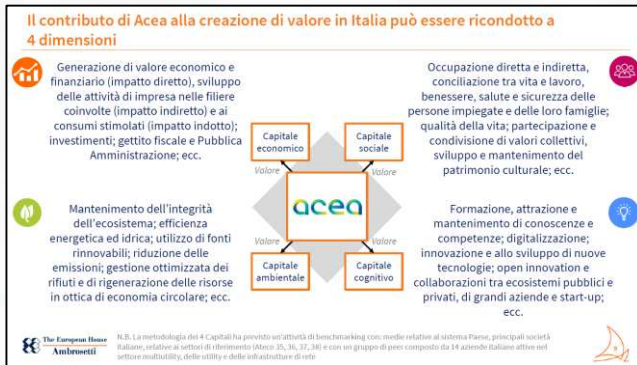 Il contributo di Acea alla creazione di valore in Italia può essere ricondotto a
4 dimensioni
Generazione di valore economico e
finanziario (impatto diretto), sviluppo
delle attività di impresa nelle filiere
coinvolte (impatto indiretto) e ai
consumi stimolati (impatto indotto);
investimenti; gettito fiscale e Pubblica
Amministrazione; ecc.
Occupazione diretta e indiretta,
conciliazione tra vita e lavoro,
benessere, salute e sicurezza delle
persone impiegate e delle loro famiglie;
qualità della vita; partecipazione e
condivisione di valori collettivi,
sviluppo e mantenimento del
patrimonio culturale; ecc.
Capitale
economico
Capitale
sociale
Valore
Valore
acea
Valore
Valore
Capitale
ambientale
Capitale
cognitivo
Mantenimento dell'integrità
dell'ecosistema; efficienza
energetica ed idrica; utilizzo di fonti
rinnovabili; riduzione delle
emissioni; gestione ottimizzata dei
rifiuti e di rigenerazione delle risorse
in ottica di economia circolare; ecc.
Formazione, attrazione e
mantenimento di conoscenze e
competenze; digitalizzazione;
innovazione e allo sviluppo di nuove
tecnologie; open innovation e
collaborazioni tra ecosistemi pubblici e
privati, di grandi aziende e start-up;
ecc.
The European House
Ambrosetti
N.B. La metodologia dei 4 Capitali ha previsto un'attività di benchmarking con: medie relative al sistema Paese, principali società
italiane, relative ai settori di riferimento (Ateco 35, 36, 37, 38) e con un gruppo di peer composto da 14 aziende italiane attive nel
settore multiutility, delle utility e delle infrastrutture di rete